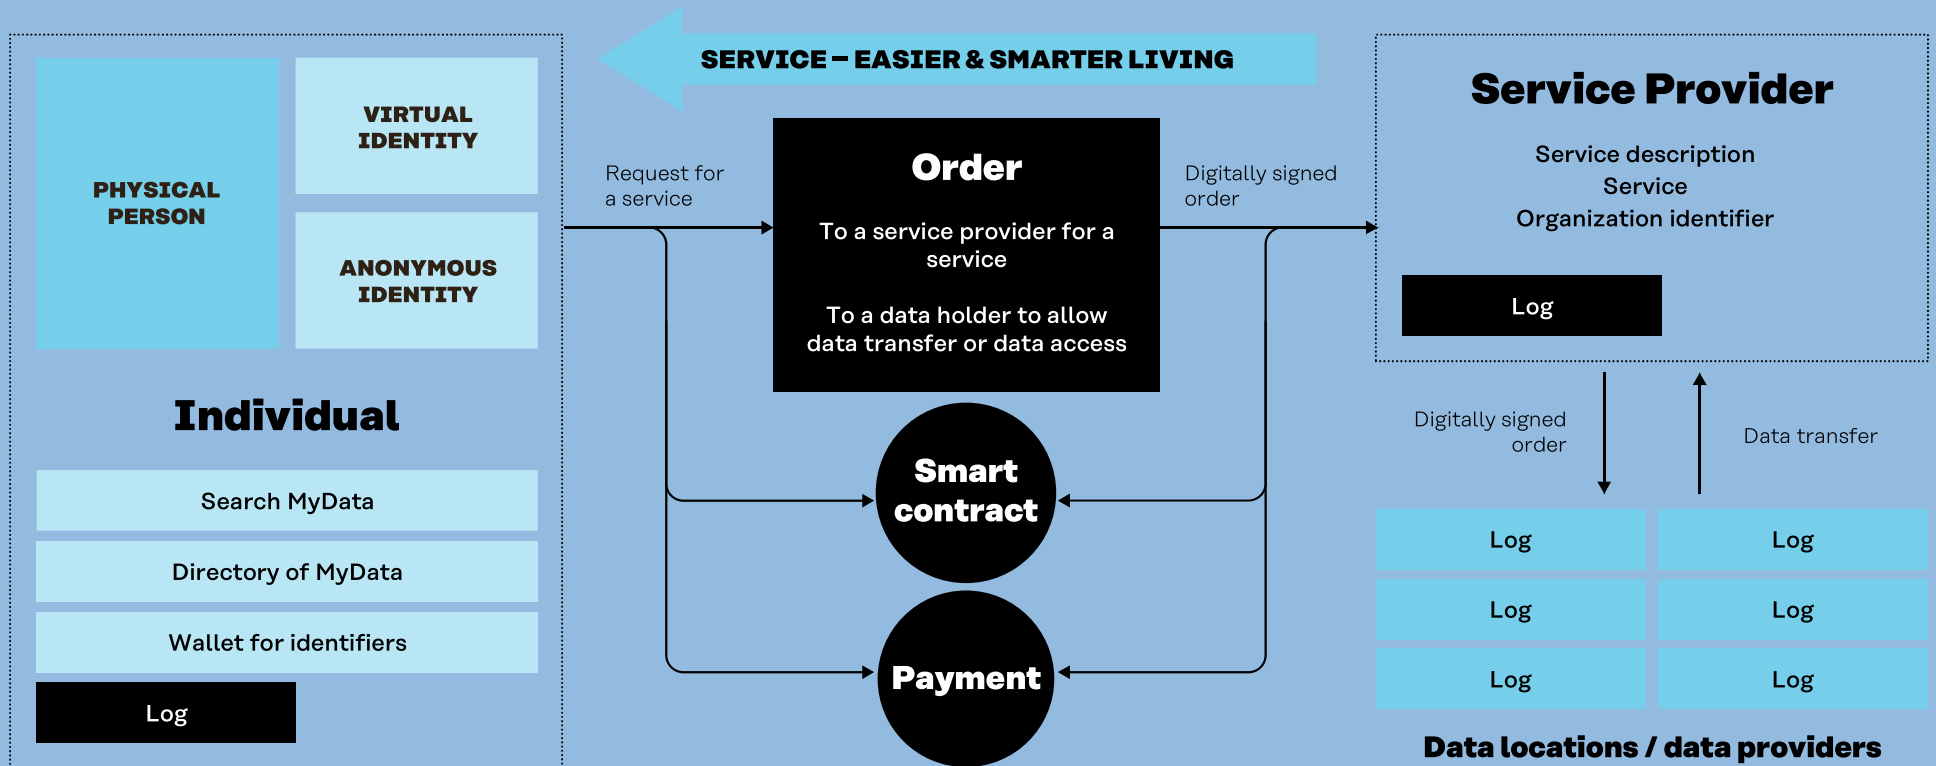 SERVICE – EASIER & SMARTER LIVING
PHYSICAL
PERSON
VIRTUAL
IDENTITY
ANONYMOUS
IDENTITY
Individual
Search MyData
Directory of MyData
Wallet for identifiers
Log
Request for
a service
Order
To a service provider for a
service
To a data holder to allow
data transfer or data access
Smart
contract
Payment
Digitally signed
order
Service Provider
Service description
Service
Organization identifier
Log
Digitally signed
order
Data transfer
Log
Log
Log
Log
Log
Log
Data locations / data providers